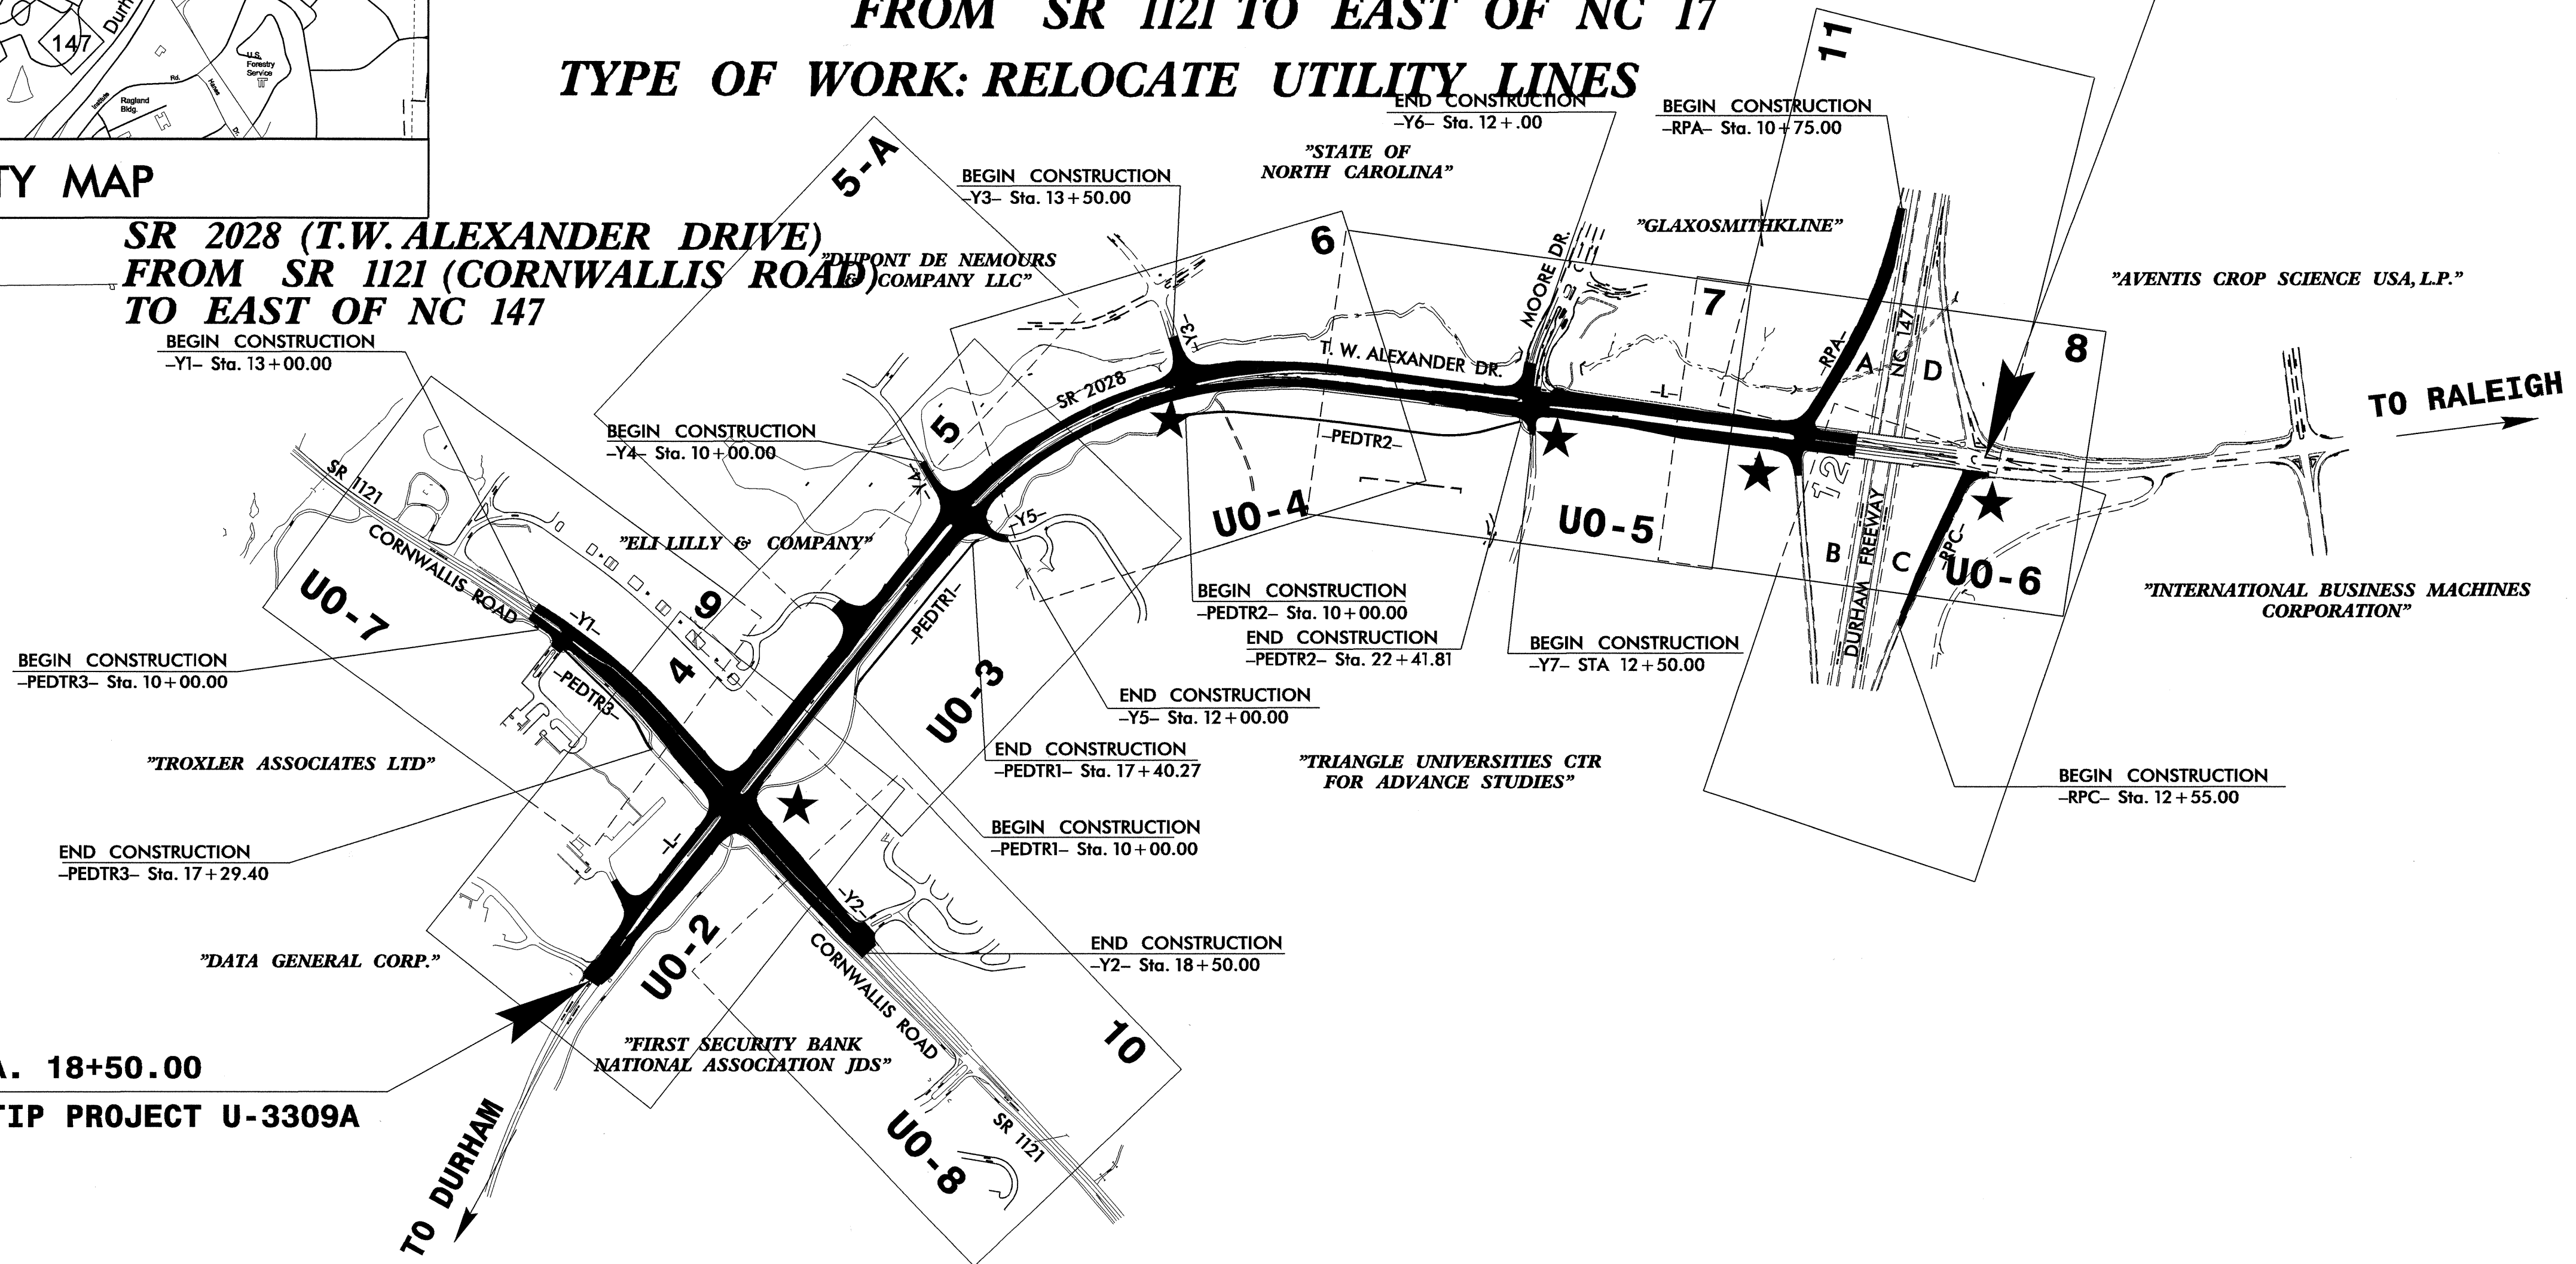 FROM SR 1121 TO EAST OF NC 17
TYPE OF WORK: RELOCATE UTILITY LINES
147
U.S.
Forestry
Service
Rd.
Institute
Ragland
Bldg.
Dr.
TY MAP
SR 2028 (T.W. ALEXANDER DRIVE)
FROM SR 1121 (CORNWALLIS ROAD)
TO EAST OF NC 147
BEGIN CONSTRUCTION
-Y1- Sta. 13+00.00
5-A
BEGIN CONSTRUCTION
-Y3- Sta. 13+50.00
"DUPONT DE NEMOURS
& COMPANY LLC"
END CONSTRUCTION
-Y6- Sta. 12+.00
"STATE OF
NORTH CAROLINA"
BEGIN CONSTRUCTION
-RPA- Sta. 10+75.00
11
"GLAXOSMITHKLINE"
"AVENTIS CROP SCIENCE USA, L.P."
6
7
8
MOORE DR.
-Y3-
T. W. ALEXANDER DR.
SR 2028
-L-
-RPA-
A
NC 147
D
TO RALEIGH
BEGIN CONSTRUCTION
-Y4- Sta. 10+00.00
5
-Y4-
-Y5-
-PEDTR2-
12
UO-4
UO-5
B
DURHAM FREEWAY
C
-RPC-
UO-6
"INTERNATIONAL BUSINESS MACHINES
CORPORATION"
SR 1121
CORNWALLIS ROAD
"ELI LILLY & COMPANY"
UO-7
-Y1-
9
4
-PEDTR1-
UO-3
BEGIN CONSTRUCTION
-PEDTR2- Sta. 10+00.00
END CONSTRUCTION
-PEDTR2- Sta. 22+41.81
BEGIN CONSTRUCTION
-Y7- STA 12+50.00
BEGIN CONSTRUCTION
-PEDTR3- Sta. 10+00.00
-PEDTR3-
END CONSTRUCTION
-Y5- Sta. 12+00.00
END CONSTRUCTION
-PEDTR1- Sta. 17+40.27
"TRIANGLE UNIVERSITIES CTR
FOR ADVANCE STUDIES"
BEGIN CONSTRUCTION
-RPC- Sta. 12+55.00
"TROXLER ASSOCIATES LTD"
BEGIN CONSTRUCTION
-PEDTR1- Sta. 10+00.00
END CONSTRUCTION
-PEDTR3- Sta. 17+29.40
-L-
-Y2-
UO-2
"DATA GENERAL CORP."
END CONSTRUCTION
-Y2- Sta. 18+50.00
CORNWALLIS ROAD
10
"FIRST SECURITY BANK
NATIONAL ASSOCIATION JDS"
A. 18+50.00
TIP PROJECT U-3309A
SR 1121
UO-8
TO DURHAM